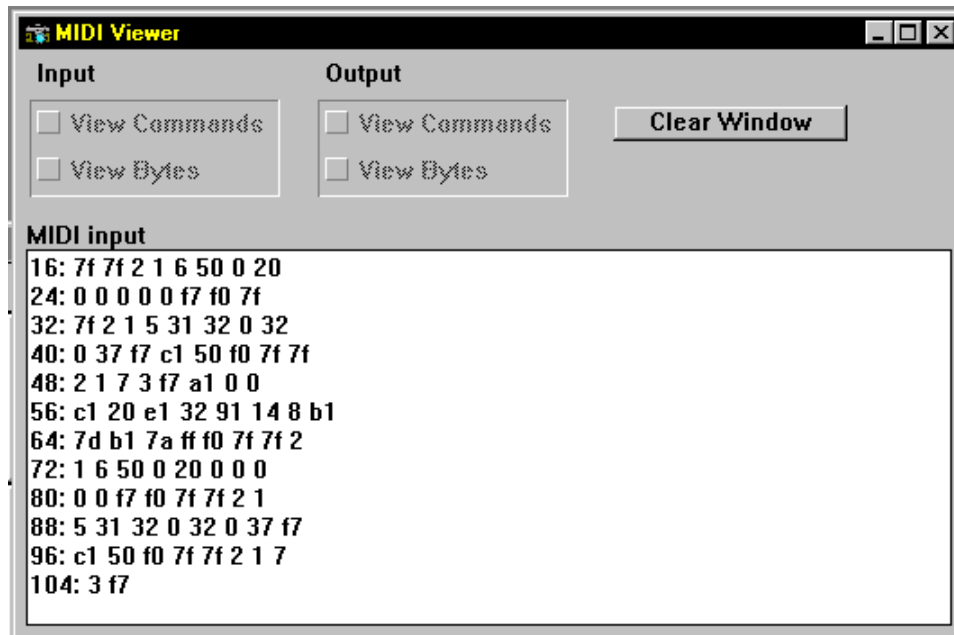 MIDI Viewer
Input Output
View Commands View Commands Clear Window
View Bytes View Bytes
MIDI input
16: 7f 7f 2 1 6 50 0 20
24: 0 0 0 0 0 f7 f0 7f
32: 7f 2 1 5 31 32 0 32
40: 0 37 f7 c1 50 f0 7f 7f
48: 2 1 7 3 f7 a1 0 0
56: c1 20 e1 32 91 14 8 b1
64: 7d b1 7a ff f0 7f 7f 2
72: 1 6 50 0 20 0 0 0
80: 0 0 f7 f0 7f 7f 2 1
88: 5 31 32 0 32 0 37 f7
96: c1 50 f0 7f 7f 2 1 7
104: 3 f7